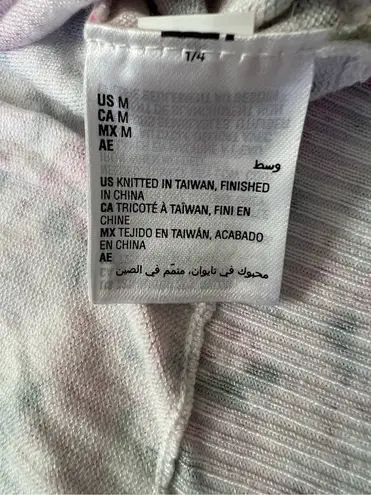 1/4
US M
CA M
MX M
AE
وسط
US KNITTED IN TAIWAN, FINISHED
IN CHINA
CA TRICOTÉ À TAÏWAN, FINI EN
CHINE
MX TEJIDO EN TAIWÁN, ACABADO
EN CHINA
AE
محبوك في تايوان، متمّم في الصين